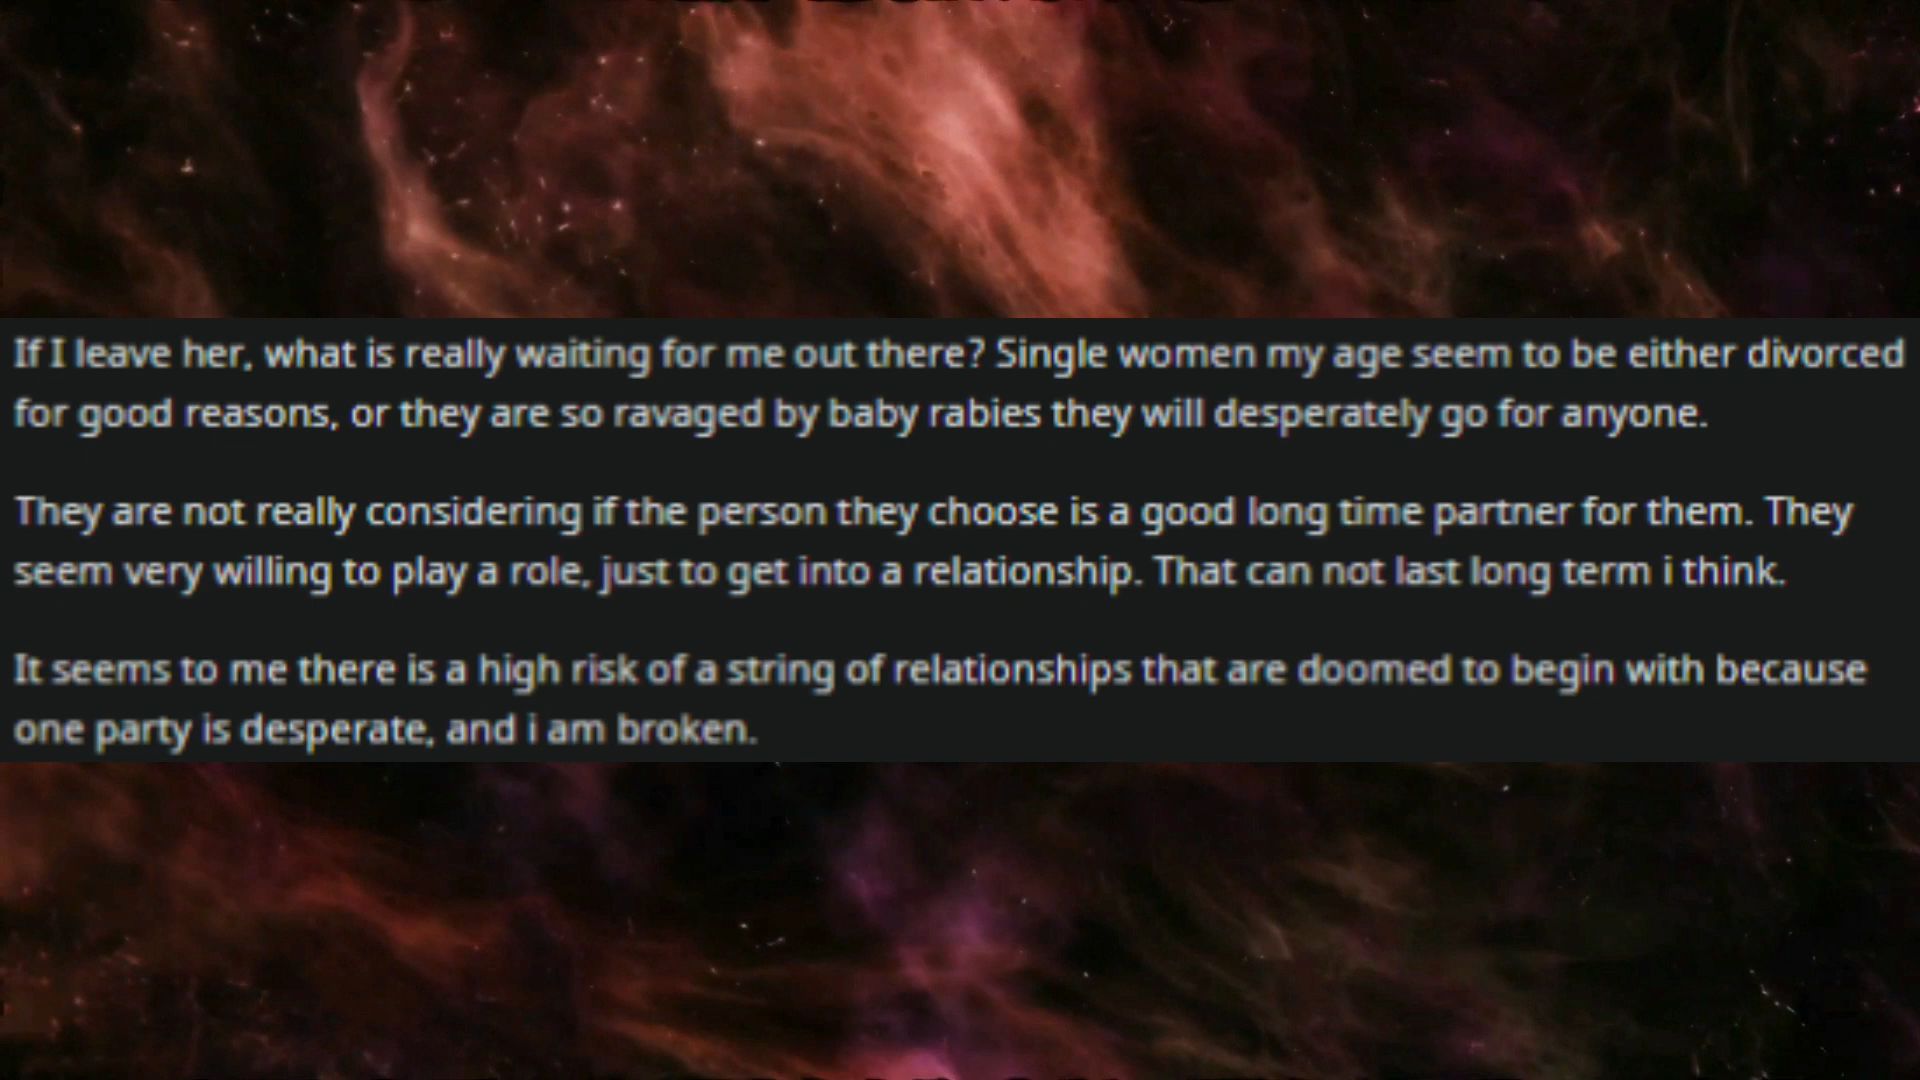 If I leave her, what is really waiting for me out there? Single women my age seem to be either divorced
for good reasons, or they are so ravaged by baby rabies they will desperately go for anyone.
They are not really considering if the person they choose is a good long time partner for them. They
seem very willing to play a role, just to get into a relationship. That can not last long term i think.
It seems to me there is a high risk of a string of relationships that are doomed to begin with because
one party is desperate, and i am broken.